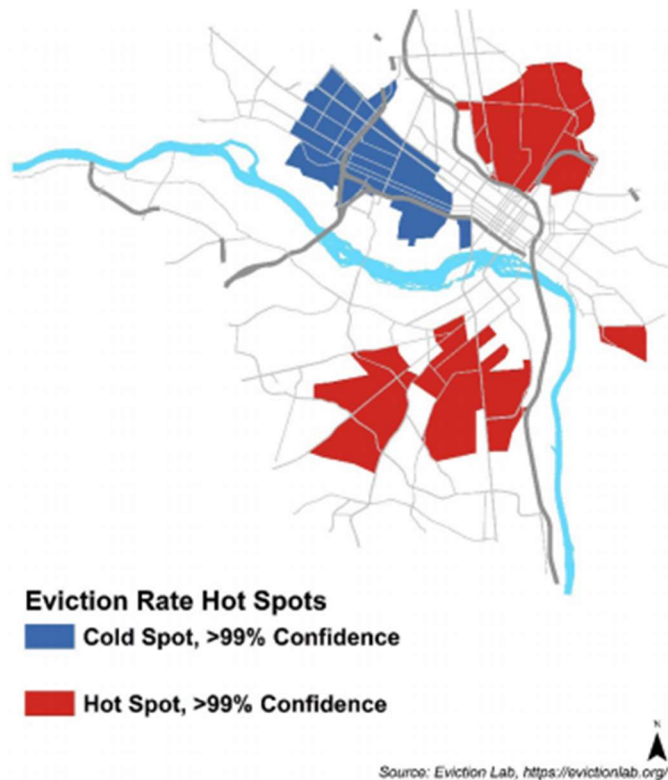 Eviction Rate Hot Spots
Cold Spot, >99% Confidence
Hot Spot, >99% Confidence
N
Source: Eviction Lab, https://evictionlab.org/